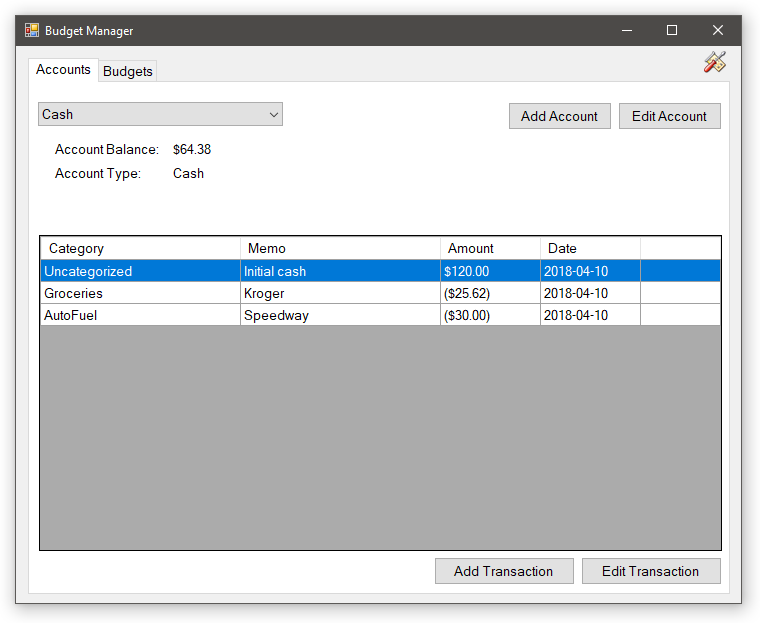 Budget Manager
Accounts Budgets
Cash Add Account Edit Account
Account Balance: $64.38
Account Type: Cash
Category Memo Amount Date
Uncategorized Initial cash $120.00 2018-04-10
Groceries Kroger ($25.62) 2018-04-10
AutoFuel Speedway ($30.00) 2018-04-10
Add Transaction Edit Transaction